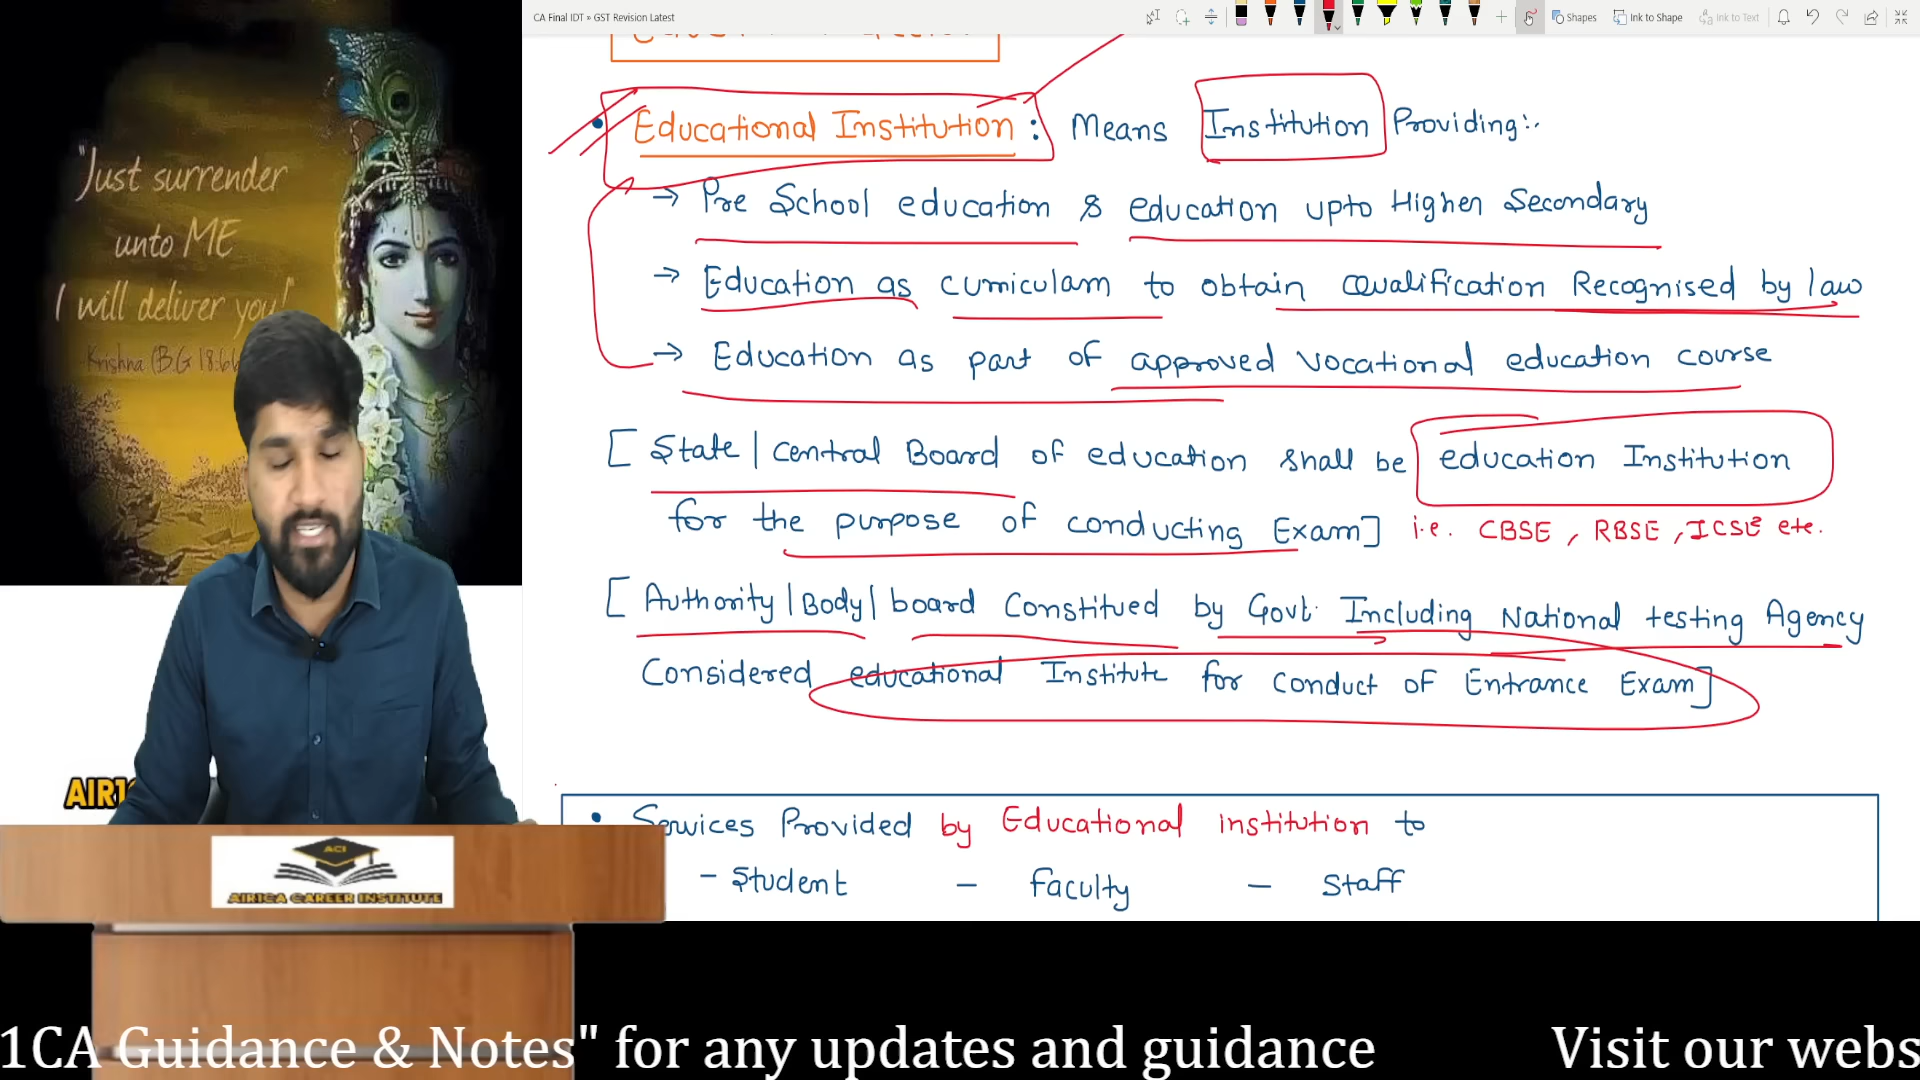 CA Final IDT » GST Revision Latest
Shapes
Ink to Shape
Ink to Text
• Educational Institution : Means Institution Providing:-
→ Pre School education & education upto Higher Secondary
→ Education as curriculam to obtain Qualification Recognised by law
→ Education as part of approved vocational education course
[ State | Central Board of education shall be education Institution
for the purpose of conducting Exam] i.e. CBSE , RBSE , ICSE etc.
[ Authority | Body | board Constitued by Govt. Including National testing Agency
Considered educational Institute for conduct of Entrance Exam]
• Services Provided by Educational institution to
- Student - faculty - Staff
"Just surrender
unto ME
I will deliver you!"
- Krishna (B.G 18:66
AIR1
ACI
AIR1CA CAREER INSTITUTE
1CA Guidance & Notes" for any updates and guidance Visit our webs